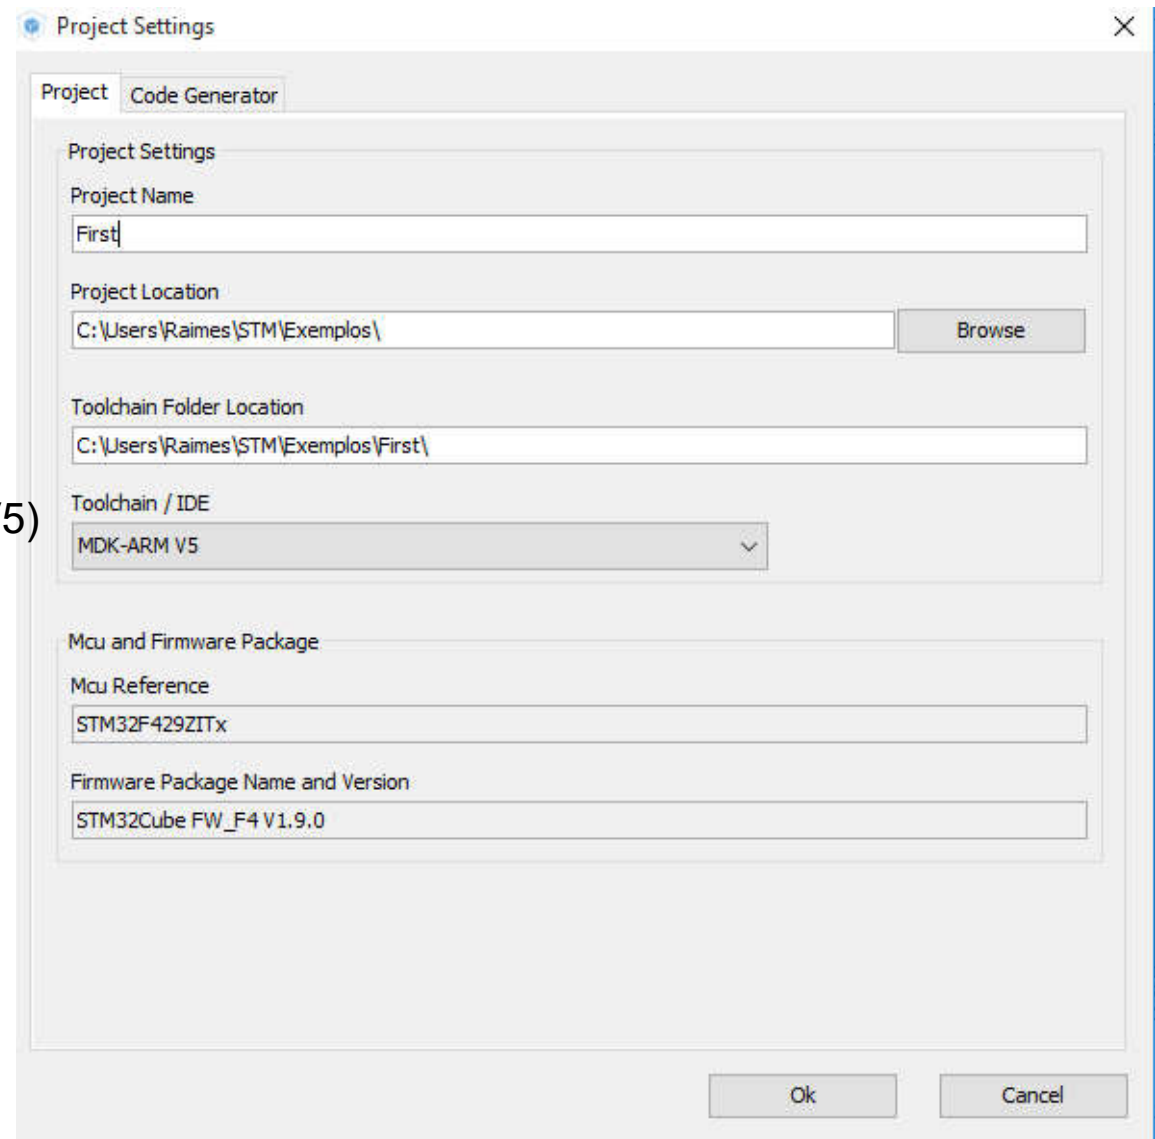 Project Settings
Project Code Generator
Project Settings
Project Name
First
Project Location
C:\Users\Raimes\STM\Exemplos\ Browse
Toolchain Folder Location
C:\Users\Raimes\STM\Exemplos\First\
Toolchain / IDE
5)
MDK-ARM V5
Mcu and Firmware Package
Mcu Reference
STM32F429ZITx
Firmware Package Name and Version
STM32Cube FW_F4 V1.9.0
Ok Cancel